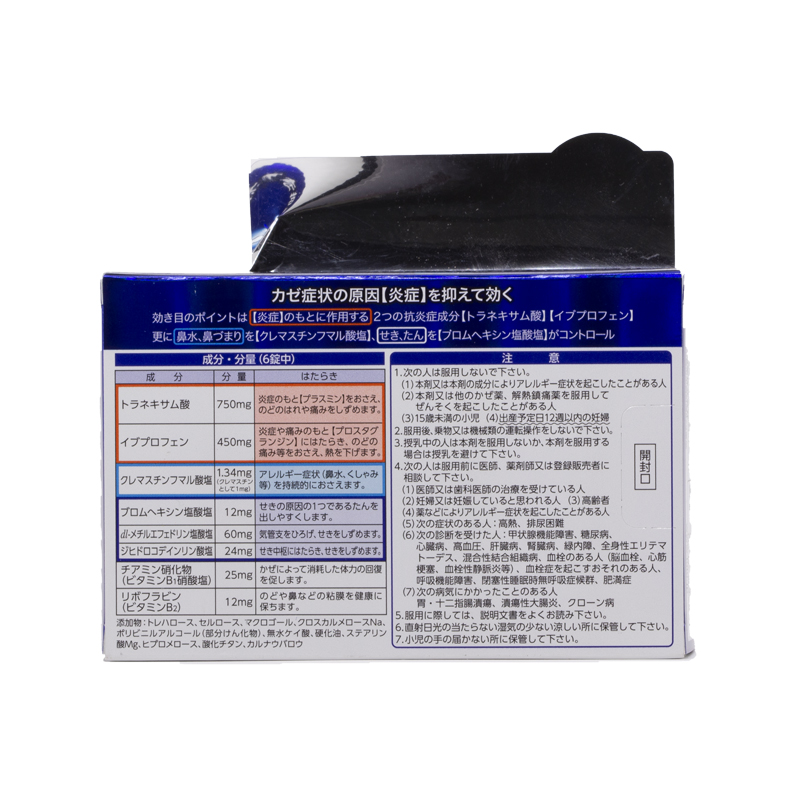 カゼ症状の原因【炎症】を抑えて効く
効き目のポイントは【炎症】のもとに作用する 2つの抗炎症成分【トラネキサム酸】【イブプロフェン】
更に 鼻水、鼻づまり を【クレマスチンフマル酸塩】、せき、たん を【ブロムヘキシン塩酸塩】がコントロール
成分・分量(6錠中)
成 分 分 量 はたらき
トラネキサム酸 750mg 炎症のもと【プラスミン】をおさえ、
のどのはれや痛みをしずめます。
イブプロフェン 450mg 炎症や痛みのもと【プロスタグ
ランジン】にはたらき、のどの
痛み等をおさえ、熱を下げます。
クレマスチンフマル酸塩 1.34mg アレルギー症状(鼻水、くしゃみ
(クレマスチン 等)を持続的におさえます。
として1mg)
ブロムヘキシン塩酸塩 12mg せきの原因の1つであるたんを
出しやすくします。
dl-メチルエフェドリン塩酸塩 60mg 気管支をひろげ、せきをしずめます。
ジヒドロコデインリン酸塩 24mg せき中枢にはたらき、せきをしずめます。
チアミン硝化物 25mg かぜによって消耗した体力の回復
(ビタミンB1硝酸塩) を促します。
リボフラビン 12mg のどや鼻などの粘膜を健康に
(ビタミンB2) 保ちます。
添加物:トレハロース、セルロース、マクロゴール、クロスカルメロースNa、
ポリビニルアルコール(部分けん化物)、無水ケイ酸、硬化油、ステアリン
酸Mg、ヒプロメロース、酸化チタン、カルナウバロウ
注 意
1.次の人は服用しないで下さい。
(1)本剤又は本剤の成分によりアレルギー症状を起こしたことがある人
(2)本剤又は他のかぜ薬、解熱鎮痛薬を服用して
ぜんそくを起こしたことがある人
(3)15歳未満の小児 (4)出産予定日12週以内の妊婦
2.服用後、乗物又は機械類の運転操作をしないで下さい。
3.授乳中の人は本剤を服用しないか、本剤を服用する
場合は授乳を避けて下さい。
4.次の人は服用前に医師、薬剤師又は登録販売者に
相談して下さい。
(1)医師又は歯科医師の治療を受けている人
(2)妊婦又は妊娠していると思われる人 (3)高齢者
(4)薬などによりアレルギー症状を起こしたことがある人
(5)次の症状のある人:高熱、排尿困難
(6)次の診断を受けた人:甲状腺機能障害、糖尿病、
心臓病、高血圧、肝臓病、腎臓病、緑内障、全身性エリテマ
トーデス、混合性結合組織病、血栓のある人(脳血栓、心筋
梗塞、血栓性静脈炎等)、血栓症を起こすおそれのある人、
呼吸機能障害、閉塞性睡眠時無呼吸症候群、肥満症
(7)次の病気にかかったことのある人
胃・十二指腸潰瘍、潰瘍性大腸炎、クローン病
5.服用に際しては、説明文書をよくお読み下さい。
6.直射日光の当たらない湿気の少ない涼しい所に保管して下さい。
7.小児の手の届かない所に保管して下さい。
開封口